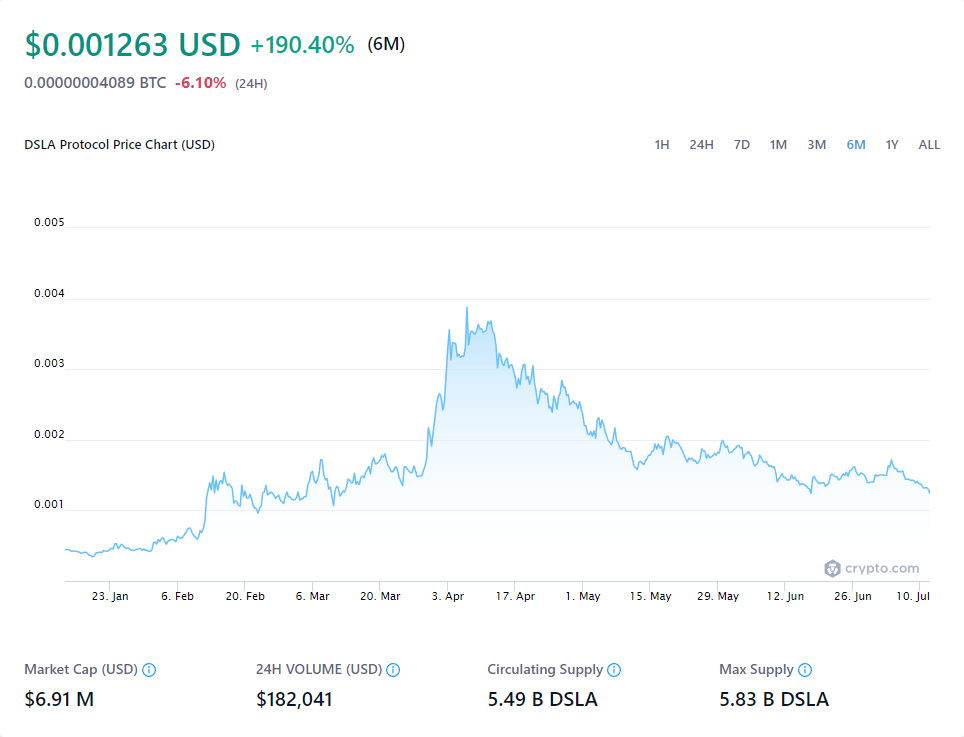 $0.001263 USD +190.40% (6M)
0.00000004089 BTC -6.10% (24H)
DSLA Protocol Price Chart (USD) 1H 24H 7D 1M 3M 6M 1Y ALL
0.005
0.004
0.003
0.002
0.001
crypto.com
23. Jan 6. Feb 20. Feb 6. Mar 20. Mar 3. Apr 17. Apr 1. May 15. May 29. May 12. Jun 26. Jun 10. Jul
Market Cap (USD) 24H VOLUME (USD) Circulating Supply Max Supply
$6.91 M $182,041 5.49 B DSLA 5.83 B DSLA